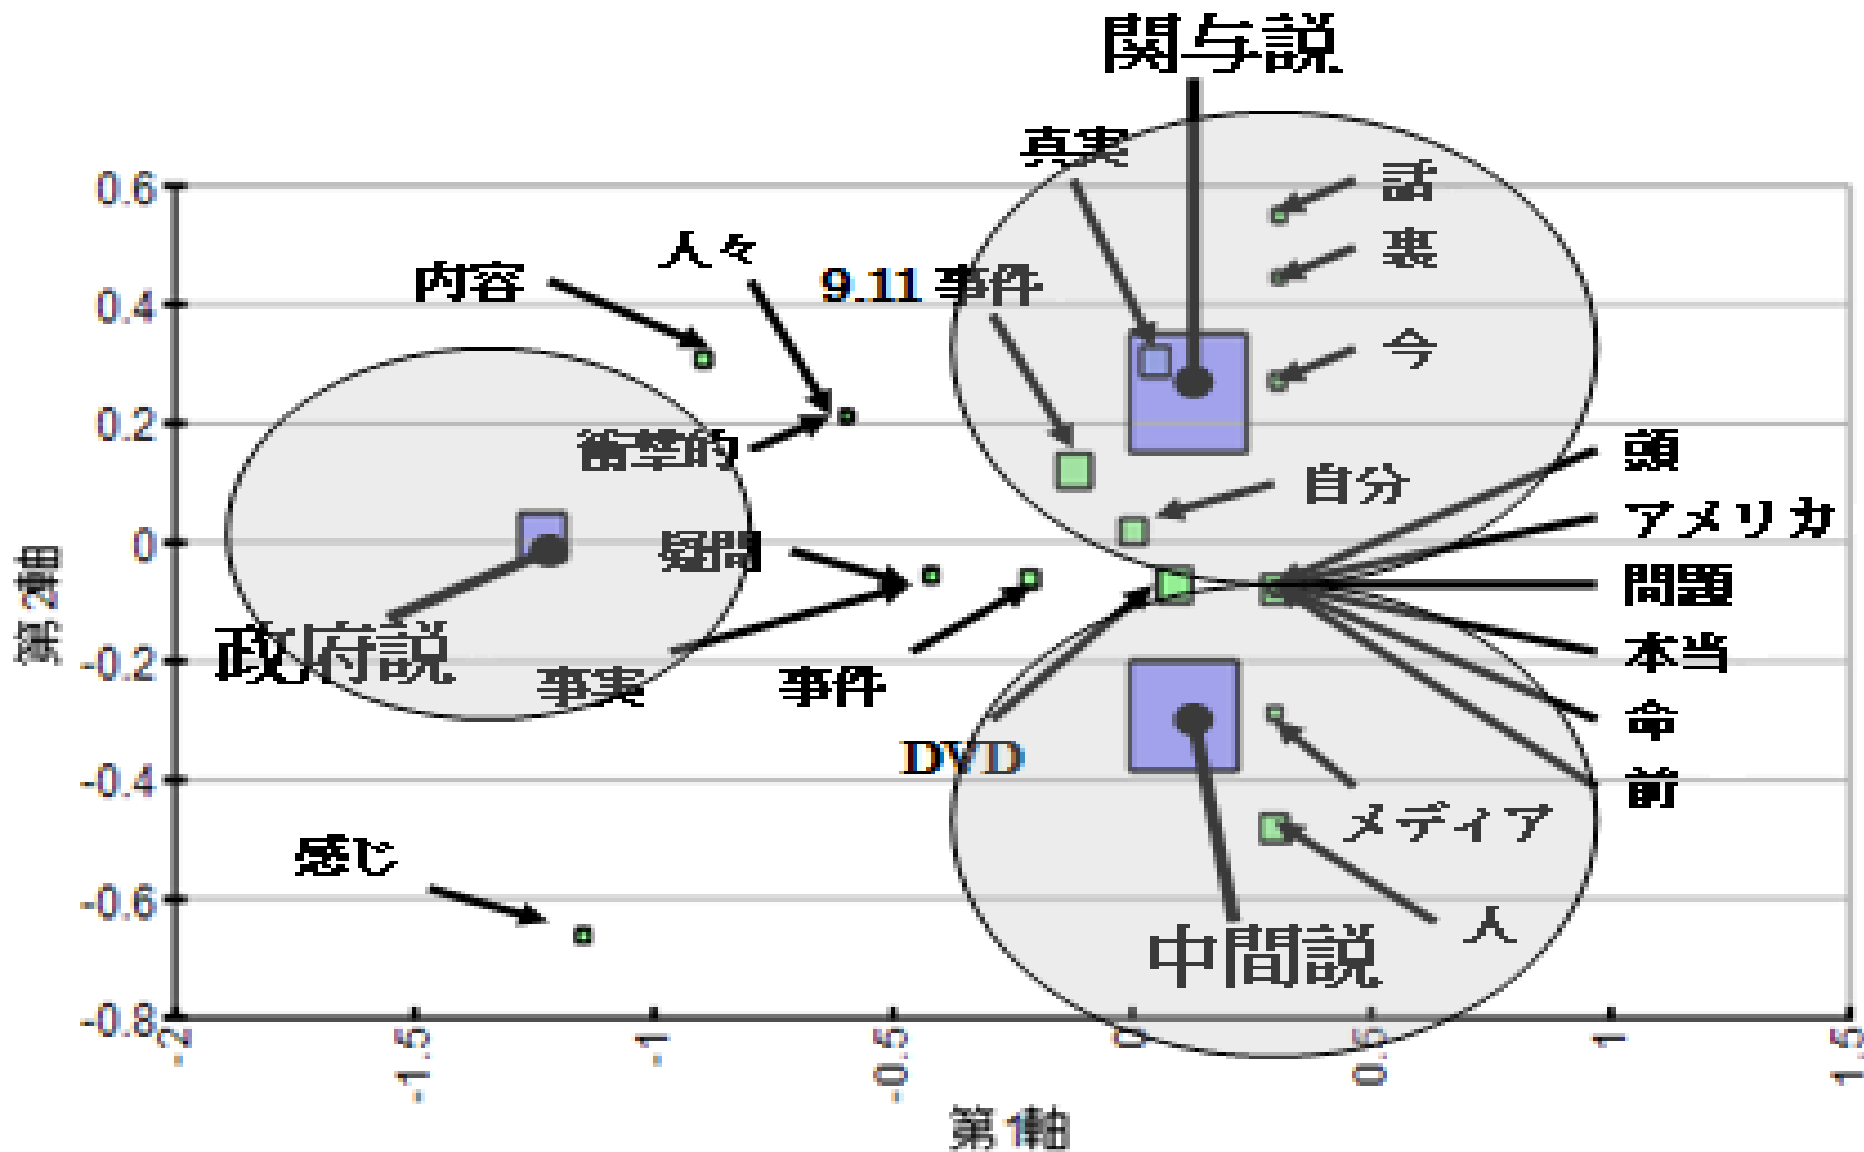 関与説
真実
話
人々
裏
内容
9.11 事件
今
衝撃的
頭
自分
アメリカ
疑問
問題
政府説
本当
事実
事件
命
DVD
前
メディア
感じ
人
中間説
0.6
0.4
0.2
0
-0.2
-0.4
-0.6
-0.8
第2軸
-2
-1.5
-1
-0.5
0
0.5
1
1.5
第1軸